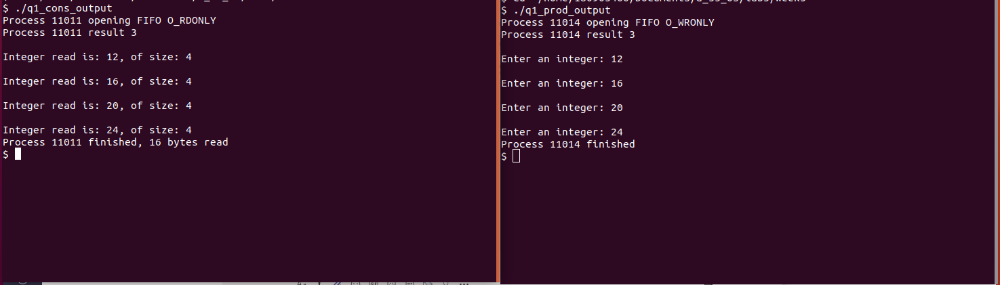 $ ./q1_cons_output
Process 11011 opening FIFO O_RDONLY
Process 11011 result 3
Integer read is: 12, of size: 4
Integer read is: 16, of size: 4
Integer read is: 20, of size: 4
Integer read is: 24, of size: 4
Process 11011 finished, 16 bytes read
$
$ ./q1_prod_output
Process 11014 opening FIFO O_WRONLY
Process 11014 result 3
Enter an integer: 12
Enter an integer: 16
Enter an integer: 20
Enter an integer: 24
Process 11014 finished
$